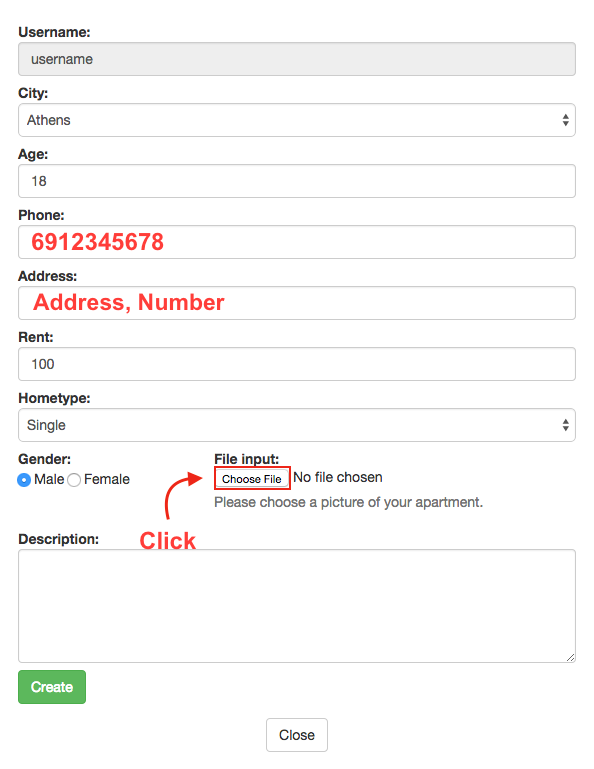 Username:
username
City:
Athens
Age:
18
Phone:
6912345678
Address:
Address, Number
Rent:
100
Hometype:
Single
Gender:
Male Female
File input:
Choose File No file chosen
Please choose a picture of your apartment.
Click
Description:
Create
Close